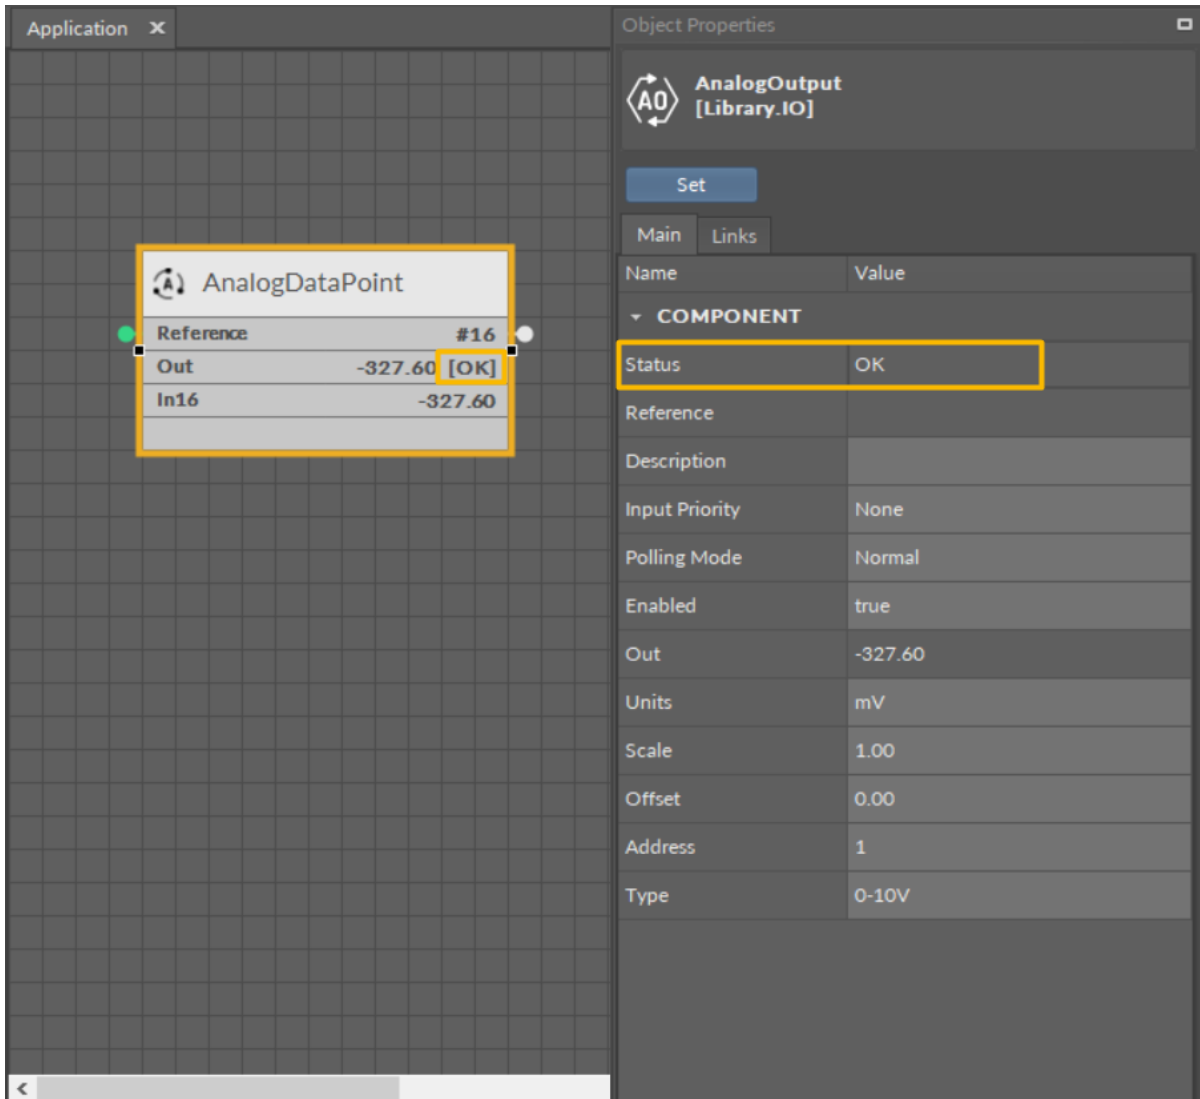 Application
AnalogDataPoint
Reference #16
Out -327.60 [OK]
In16 -327.60
Object Properties
AO
AnalogOutput
[Library.IO]
Set
Main Links
Name Value
COMPONENT
Status OK
Reference
Description
Input Priority None
Polling Mode Normal
Enabled true
Out -327.60
Units mV
Scale 1.00
Offset 0.00
Address 1
Type 0-10V